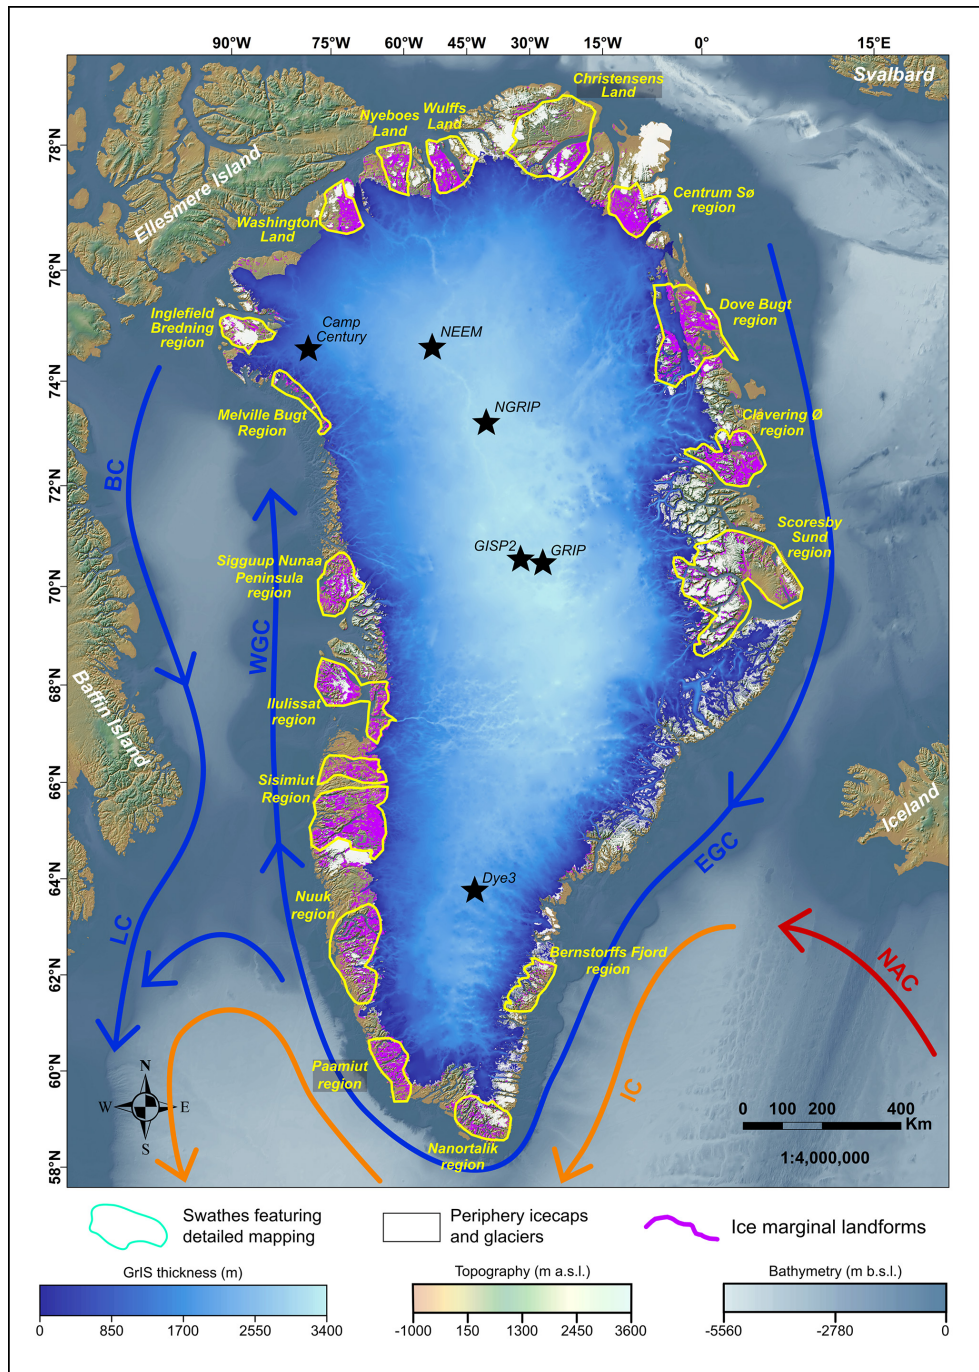 90°W 75°W 60°W 45°W 30°W 15°W 0° 15°E
78°N
76°N
74°N
72°N
70°N
68°N
66°N
64°N
62°N
60°N
58°N
Svalbard
Christensens
Land
Wulffs
Land
Nyeboes
Land
Ellesmere Island
Washington
Land
Centrum Sø
region
Inglefield
Bredning
region
Camp
Century
NEEM
Dove Bugt
region
NGRIP
Melville Bugt
Region
Clavering Ø
region
BC
GISP2
GRIP
Scoresby
Sund
region
Sigguup Nunaa
Peninsula
region
WGC
Ilulissat
region
Baffin Island
Sisimiut
Region
Iceland
EGC
Dye3
Nuuk
region
LC
Bernstorffs Fjord
region
NAC
Paamiut
region
IC
Nanortalik
region
N
W E
S
0 100 200 400
Km
1:4,000,000
Swathes featuring
detailed mapping
Periphery icecaps
and glaciers
Ice marginal landforms
GrIS thickness (m)
0 850 1700 2550 3400
Topography (m a.s.l.)
-1000 150 1300 2450 3600
Bathymetry (m b.s.l.)
-5560 -2780 0